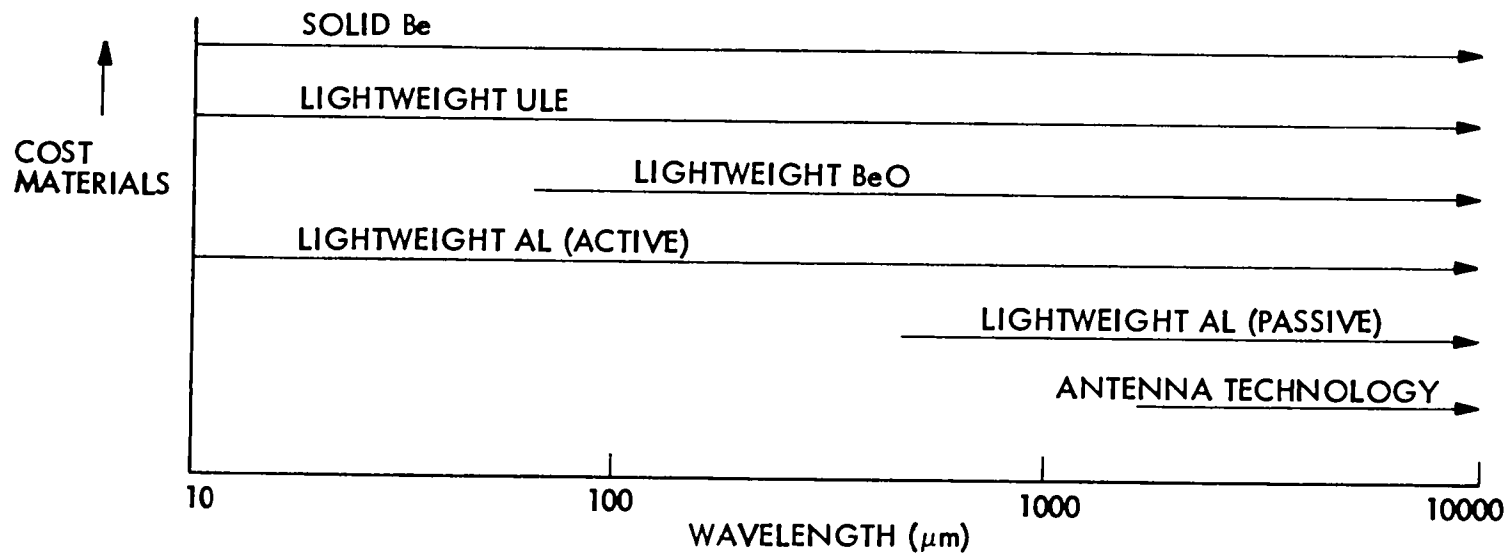 SOLID Be
LIGHTWEIGHT ULE
COST
MATERIALS
LIGHTWEIGHT BeO
LIGHTWEIGHT AL (ACTIVE)
LIGHTWEIGHT AL (PASSIVE)
ANTENNA TECHNOLOGY
10 100 1000 10000
WAVELENGTH (μm)